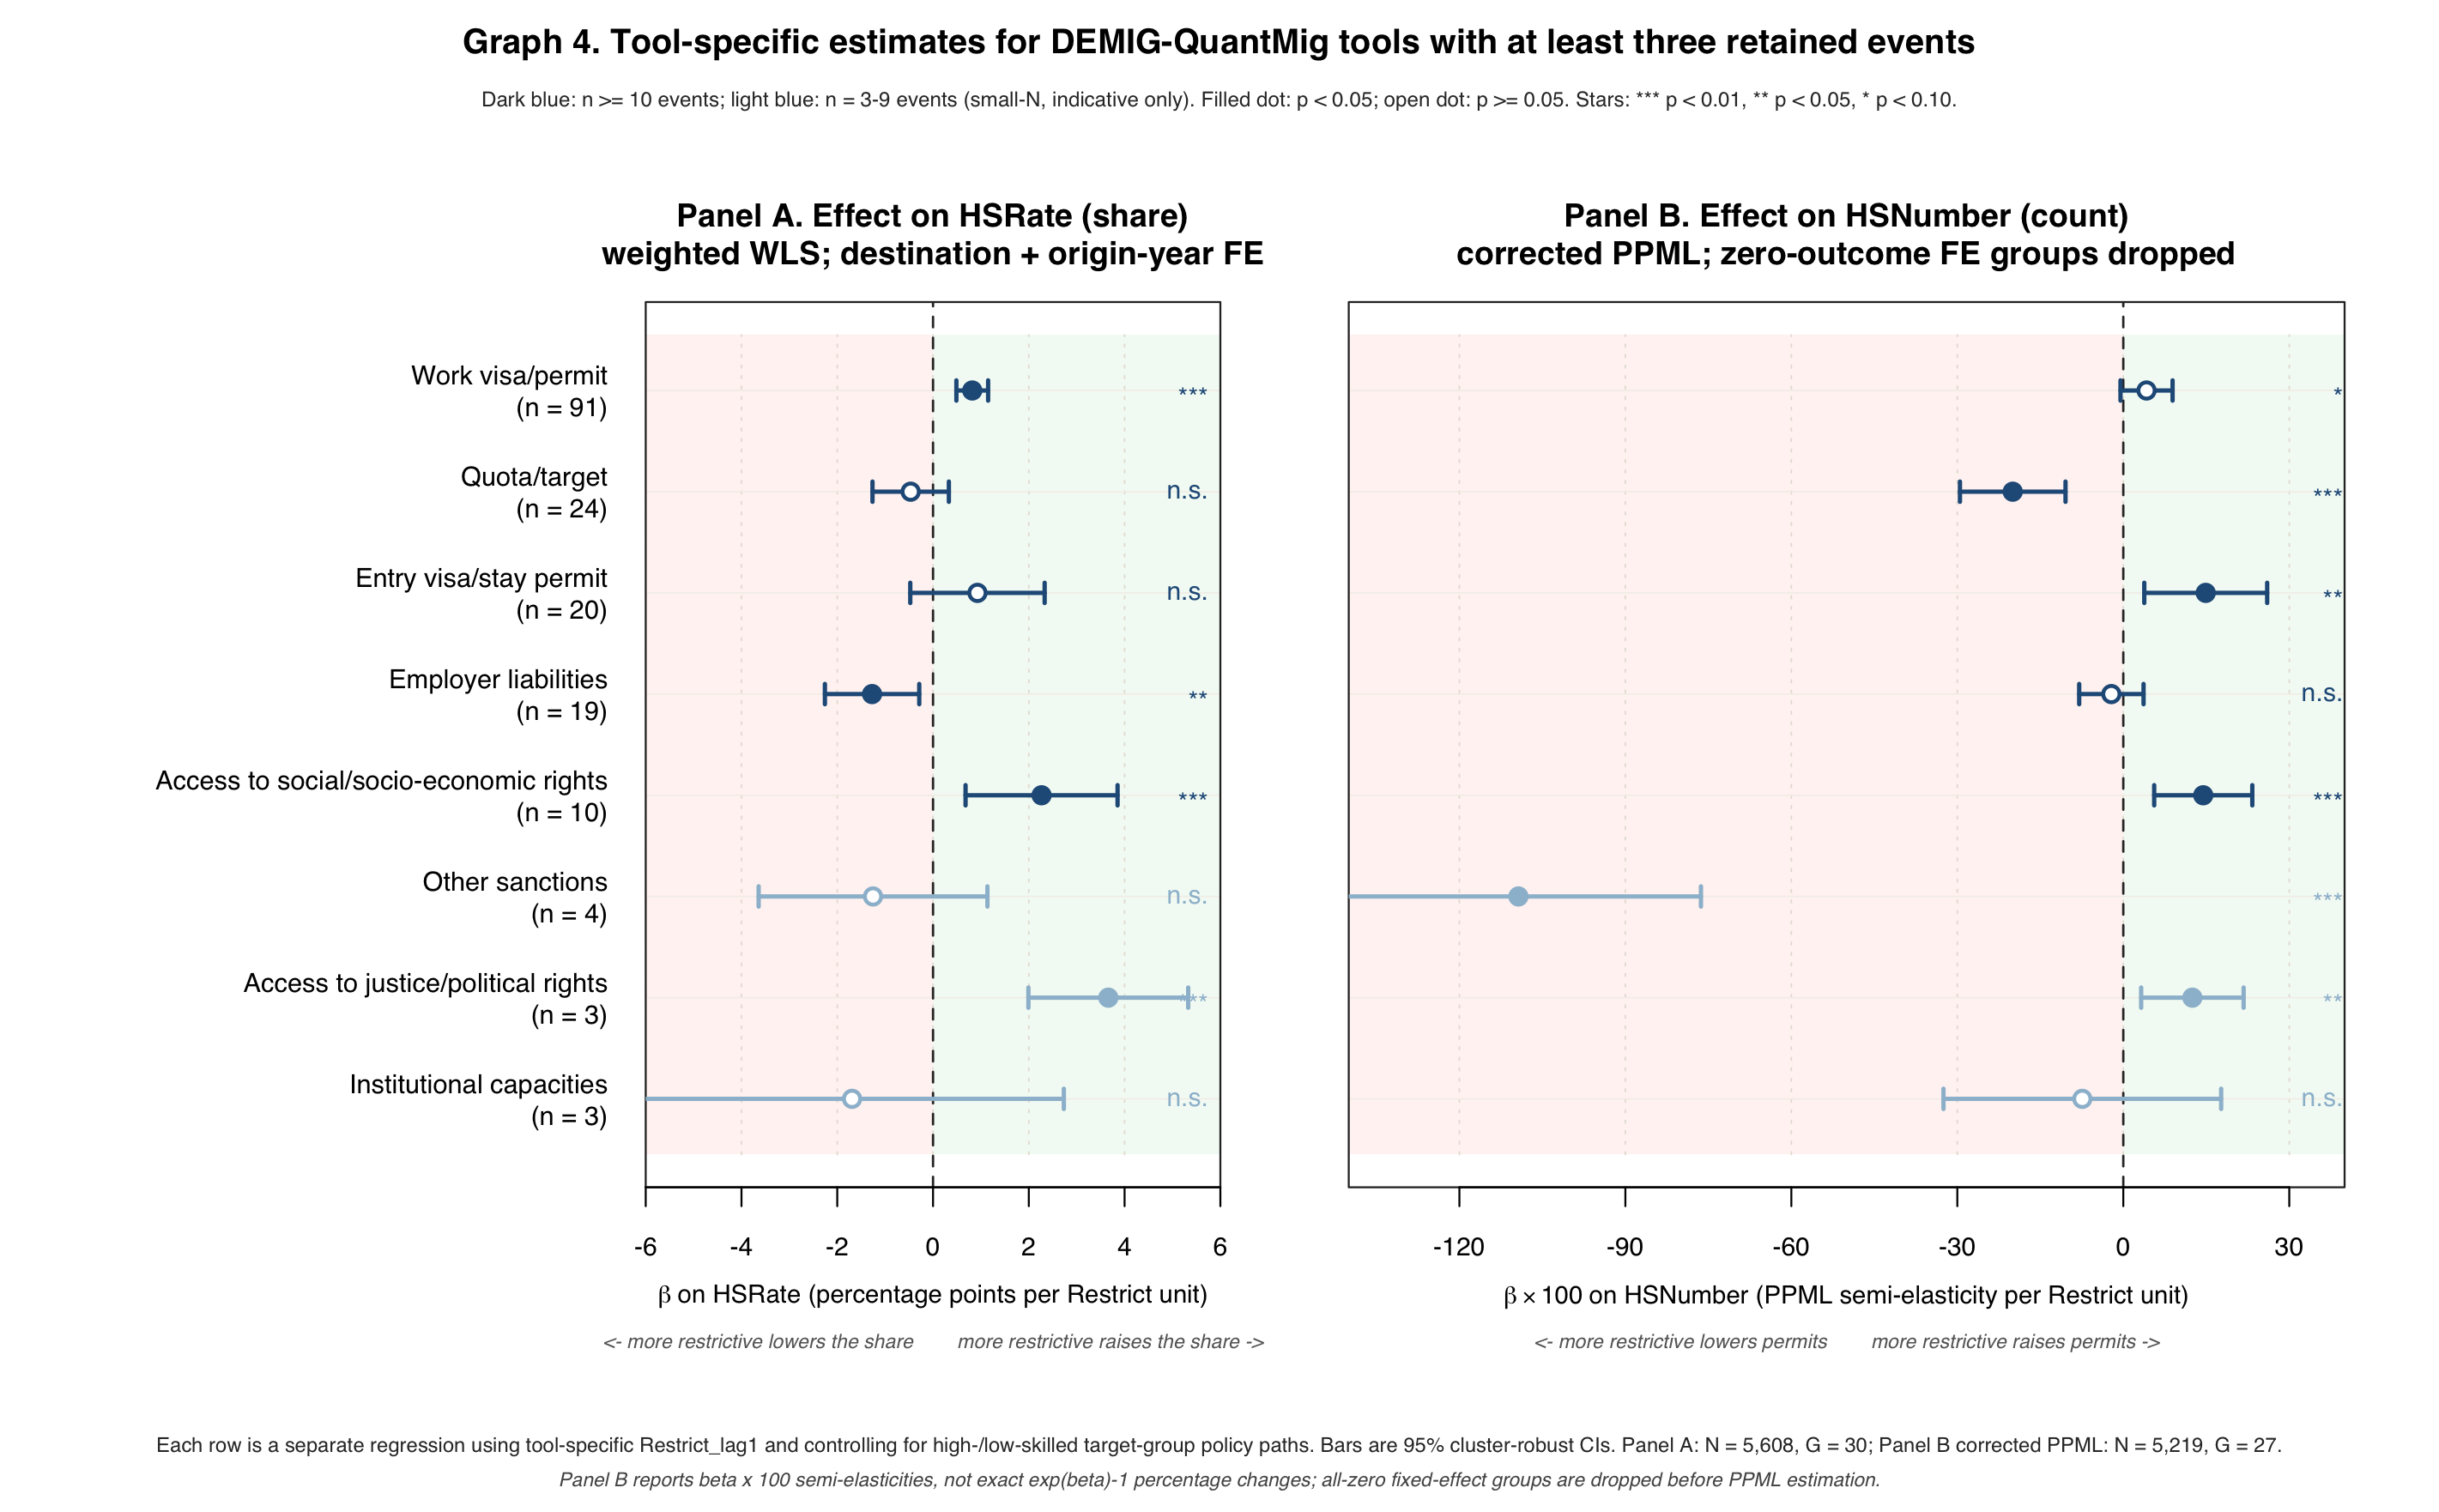 Graph 4. Tool-specific estimates for DEMIG-QuantMig tools with at least three retained events
Dark blue: n >= 10 events; light blue: n = 3-9 events (small-N, indicative only). Filled dot: p < 0.05; open dot: p >= 0.05. Stars: *** p < 0.01, ** p < 0.05, * p < 0.10.
Panel A. Effect on HSRate (share)
weighted WLS; destination + origin-year FE
Panel B. Effect on HSNumber (count)
corrected PPML; zero-outcome FE groups dropped
Work visa/permit
(n = 91)
***
*
Quota/target
(n = 24)
n.s.
***
Entry visa/stay permit
(n = 20)
n.s.
**
Employer liabilities
(n = 19)
**
n.s.
Access to social/socio-economic rights
(n = 10)
***
***
Other sanctions
(n = 4)
n.s.
***
Access to justice/political rights
(n = 3)
***
**
Institutional capacities
(n = 3)
n.s.
n.s.
-6 -4 -2 0 2 4 6
-120 -90 -60 -30 0 30
β on HSRate (percentage points per Restrict unit)
β × 100 on HSNumber (PPML semi-elasticity per Restrict unit)
<- more restrictive lowers the share more restrictive raises the share ->
<- more restrictive lowers permits more restrictive raises permits ->
Each row is a separate regression using tool-specific Restrict_lag1 and controlling for high-/low-skilled target-group policy paths. Bars are 95% cluster-robust CIs. Panel A: N = 5,608, G = 30; Panel B corrected PPML: N = 5,219, G = 27.
Panel B reports beta x 100 semi-elasticities, not exact exp(beta)-1 percentage changes; all-zero fixed-effect groups are dropped before PPML estimation.